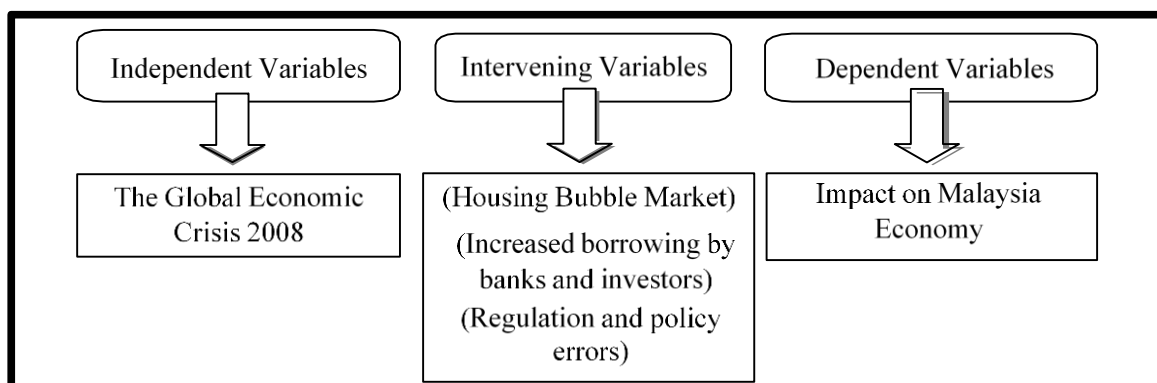 Independent Variables
Intervening Variables
Dependent Variables
The Global Economic
Crisis 2008
(Housing Bubble Market)
(Increased borrowing by
banks and investors)
(Regulation and policy
errors)
Impact on Malaysia
Economy